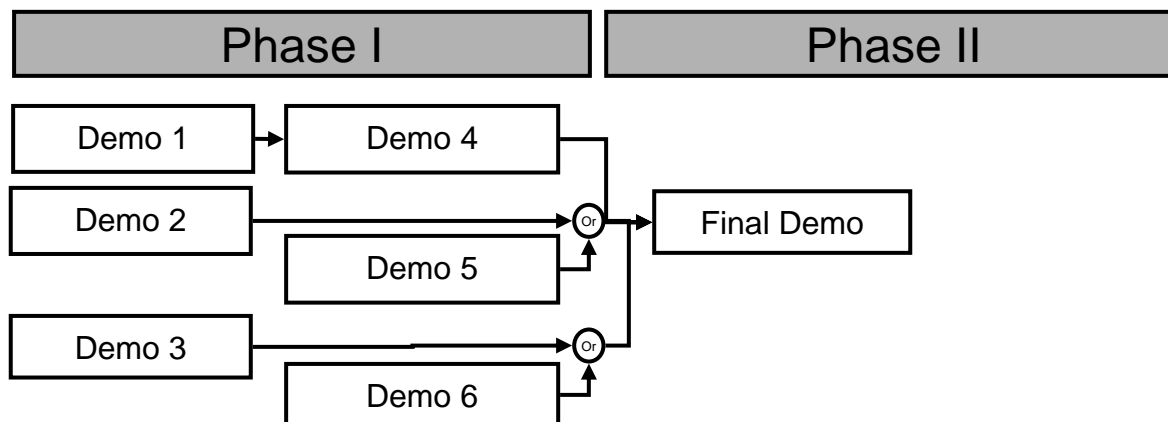 Phase I
Phase II
Demo 1
Demo 4
Demo 2
Or
Final Demo
Demo 5
Demo 3
Or
Demo 6